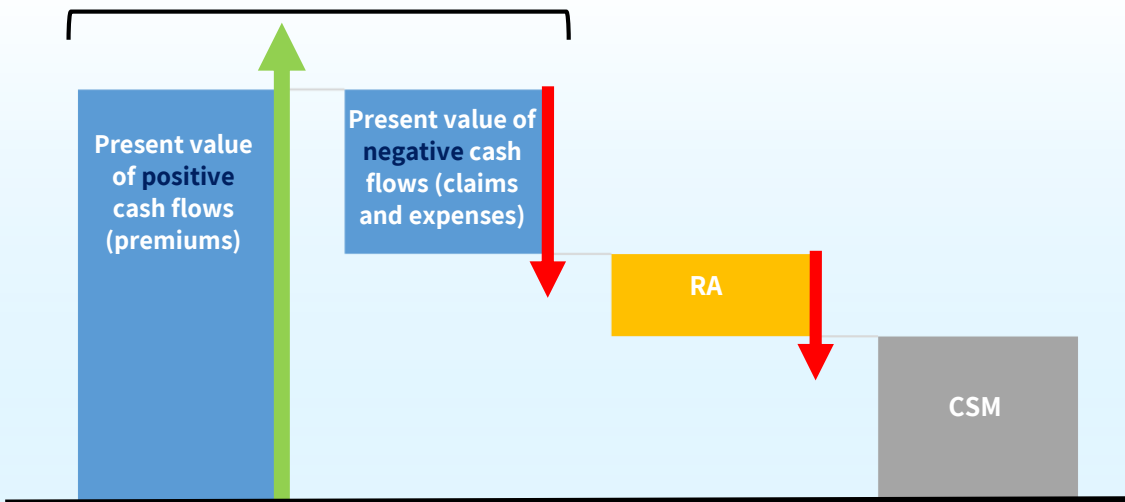 Present value
of positive
cash flows
(premiums)
Present value of
negative cash
flows (claims
and expenses)
RA
CSM